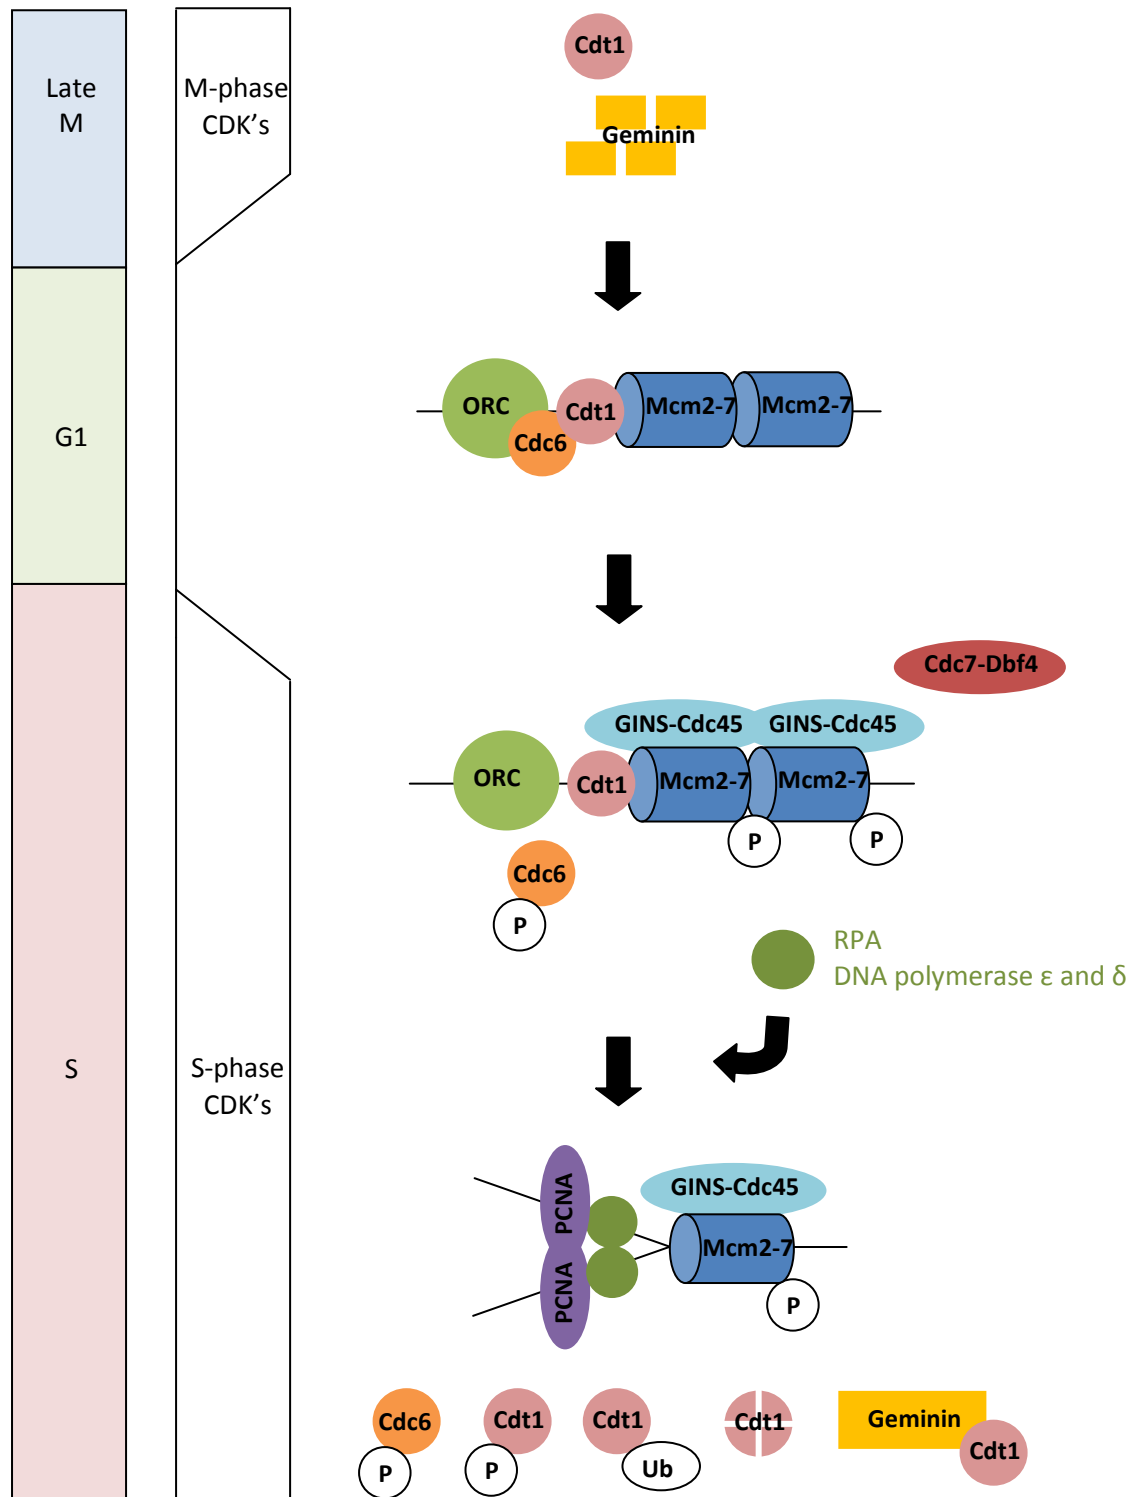 Late
M
M-phase
CDK's
Cdt1
Geminin
G1
ORC
Cdc6
Cdt1
Mcm2-7
Mcm2-7
Cdc7-Dbf4
GINS-Cdc45
GINS-Cdc45
ORC
Cdt1
Mcm2-7
Mcm2-7
P
P
Cdc6
P
RPA
DNA polymerase ε and δ
S
S-phase
CDK's
PCNA
PCNA
GINS-Cdc45
Mcm2-7
P
Cdc6
P
Cdt1
P
Cdt1
Ub
Cdt1
Geminin
Cdt1